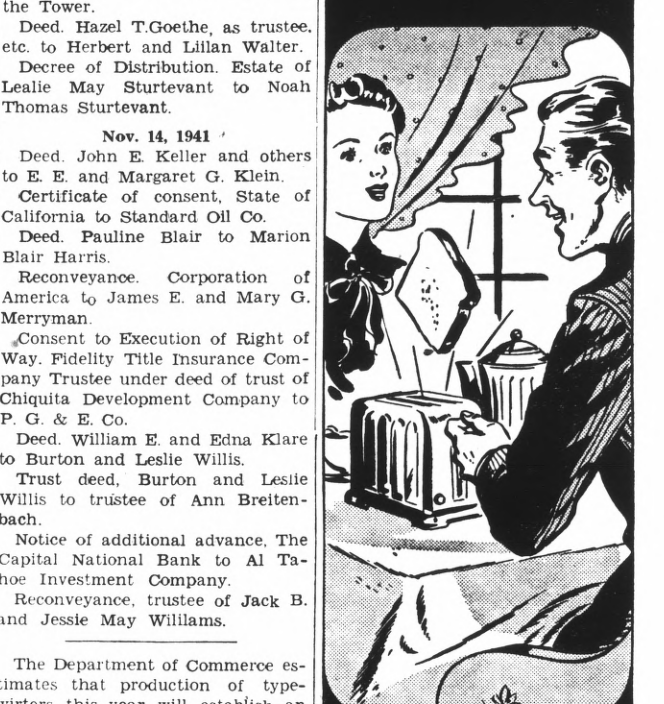 the Tower.
Deed. Hazel T.Goethe, as trustee,
etc. to Herbert and Liilan Walter.
Decree of Distribution. Estate of
Lealie May Sturtevant to Noah
Thomas Sturtevant.
Nov. 14, 1941
Deed. John E. Keller and others
to E. E. and Margaret G. Klein.
Certificate of consent, State of
California to Standard Oil Co.
Deed. Pauline Blair to Marion
Blair Harris.
Reconveyance. Corporation of
America to James E. and Mary G.
Merryman.
Consent to Execution of Right of
Way. Fidelity Title Insurance Com-
pany Trustee under deed of trust of
Chiquita Development Company to
P. G. & E. Co.
Deed. William E. and Edna Klare
to Burton and Leslie Willis.
Trust deed, Burton and Leslie
Willis to trustee of Ann Breiten-
bach.
Notice of additional advance, The
Capital National Bank to Al Ta-
hoe Investment Company.
Reconveyance, trustee of Jack B.
and Jessie May Wililams.
The Department of Commerce es-
timates that production of type-
virters this year will establish an